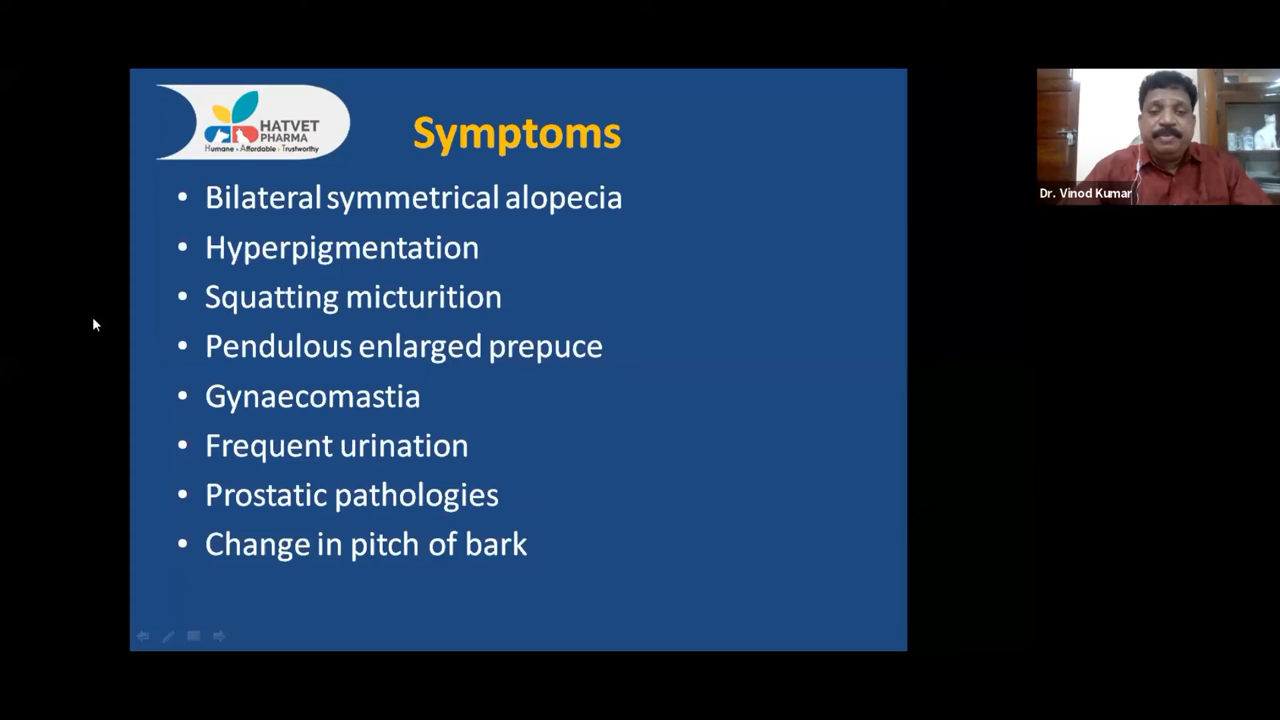 HATVET
PHARMA
Humane • Affordable • Trustworthy
Symptoms
• Bilateral symmetrical alopecia
• Hyperpigmentation
• Squatting micturition
• Pendulous enlarged prepuce
• Gynaecomastia
• Frequent urination
• Prostatic pathologies
• Change in pitch of bark
Dr. Vinod Kumar